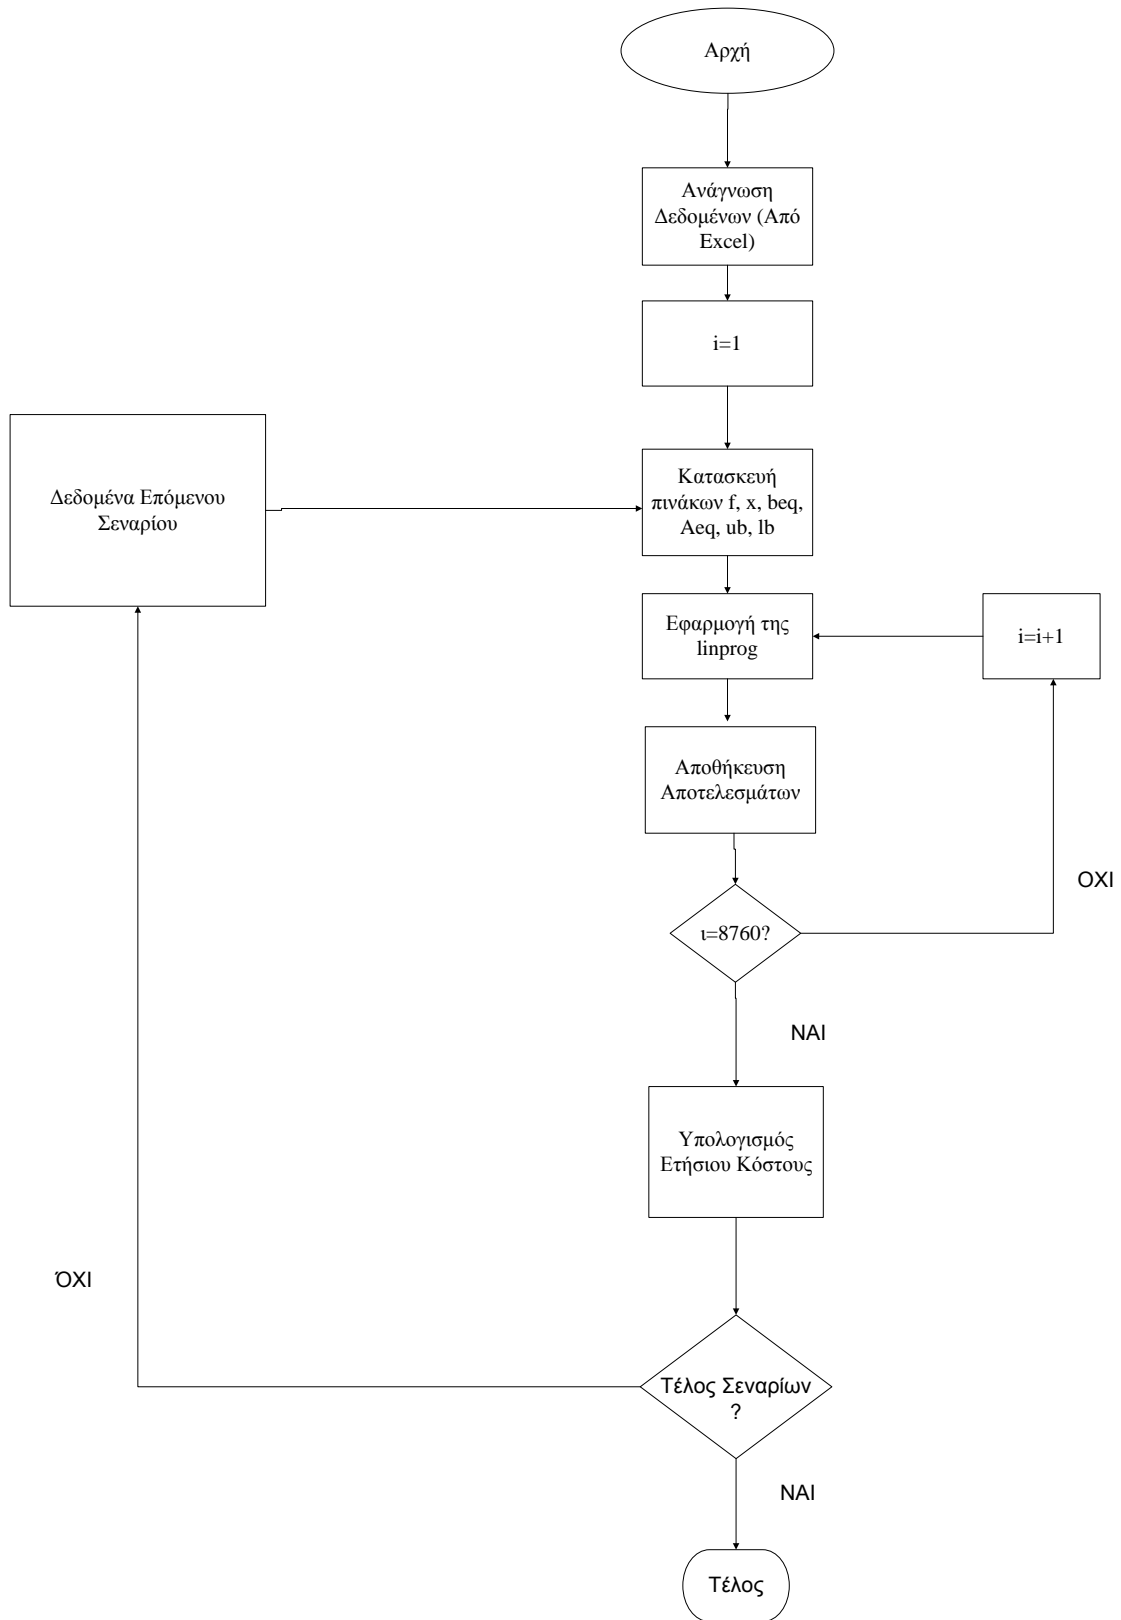 Αρχή
Ανάγνωση
Δεδομένων (Από
Excel)
i=1
Δεδομένα Επόμενου
Σεναρίου
Κατασκευή
πινάκων f, x, beq,
Aeq, ub, lb
Εφαρμογή της
linprog
i=i+1
Αποθήκευση
Αποτελεσμάτων
ΟΧΙ
ι=8760?
ΝΑΙ
Υπολογισμός
Ετήσιου Κόστους
ΌΧΙ
Τέλος Σεναρίων
?
ΝΑΙ
Τέλος